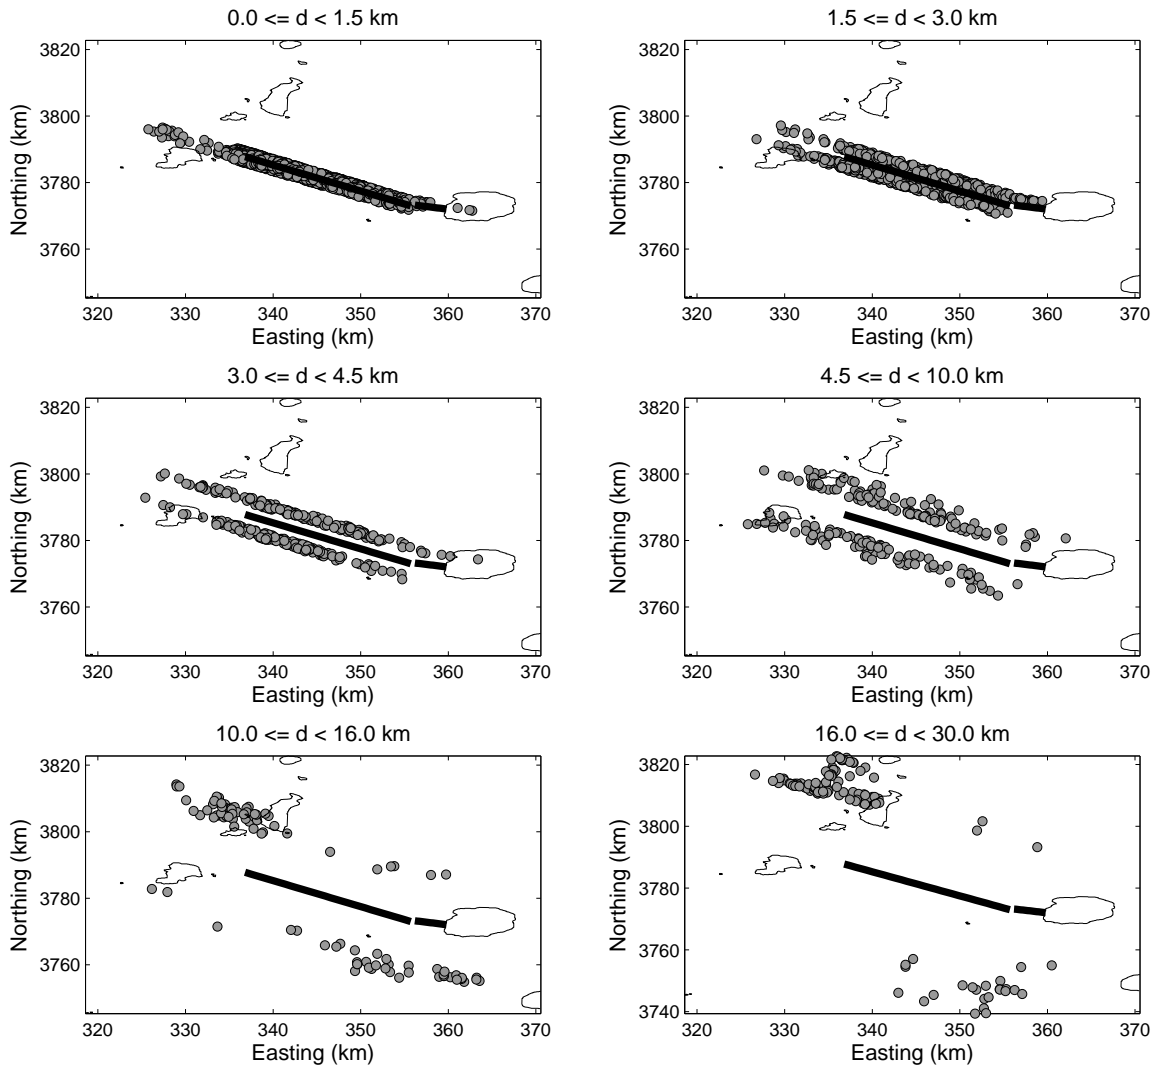 0.0 <= d < 1.5 km
1.5 <= d < 3.0 km
3820
3800
3780
3760
Northing (km)
320 330 340 350 360 370
Easting (km)
3820
3800
3780
3760
Northing (km)
320 330 340 350 360 370
Easting (km)
3.0 <= d < 4.5 km
4.5 <= d < 10.0 km
3820
3800
3780
3760
Northing (km)
320 330 340 350 360 370
Easting (km)
3820
3800
3780
3760
Northing (km)
320 330 340 350 360 370
Easting (km)
10.0 <= d < 16.0 km
16.0 <= d < 30.0 km
3820
3800
3780
3760
Northing (km)
320 330 340 350 360 370
Easting (km)
3820
3800
3780
3760
3740
Northing (km)
320 330 340 350 360 370
Easting (km)